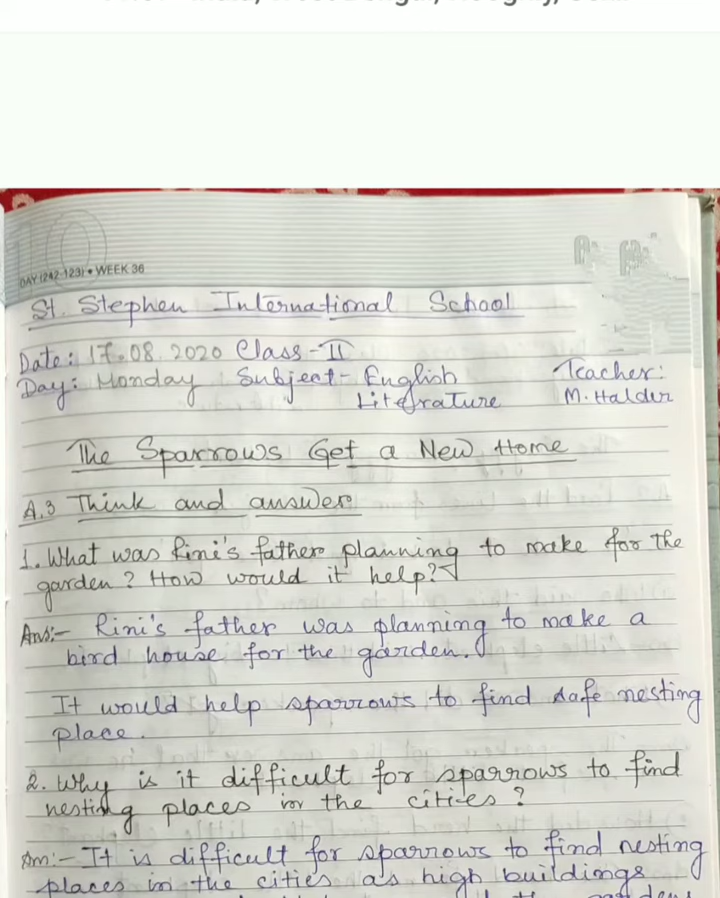 DAY (242-123) • WEEK 36
St. Stephen International School
Date: 17.08.2020 Class - II
Day: Monday Subject - English Teacher:
Literature M. Halder
The Sparrows Get a New Home
A.3 Think and answer
1. What was Rini's father planning to make for the
garden? How would it help?
Ans:- Rini's father was planning to make a
bird house for the garden.
It would help sparrows to find safe nesting
place.
2. Why is it difficult for sparrows to find
nesting places in the cities?
Ans:- It is difficult for sparrows to find nesting
places in the cities as high buildings